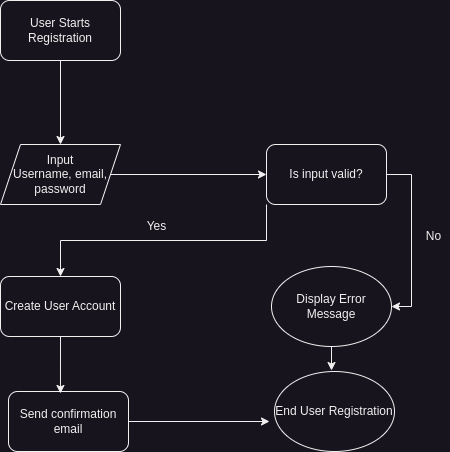 User Starts
Registration
Input
Username, email,
password
Is input valid?
Yes
No
Create User Account
Display Error
Message
Send confirmation
email
End User Registration